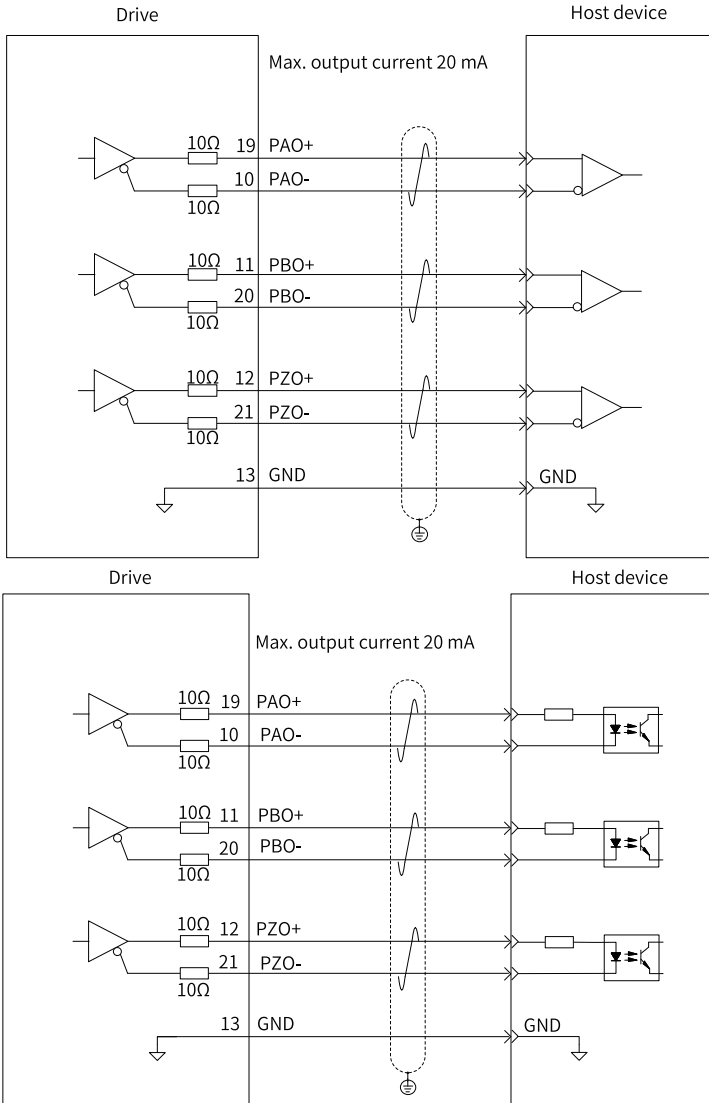 Drive Host device
Max. output current 20 mA
10Ω 19 PAO+
10 PAO-
10Ω
10Ω 11 PBO+
20 PBO-
10Ω
10Ω 12 PZO+
21 PZO-
10Ω
13 GND GND
Drive Host device
Max. output current 20 mA
10Ω 19 PAO+
10 PAO-
10Ω
10Ω 11 PBO+
20 PBO-
10Ω
10Ω 12 PZO+
21 PZO-
10Ω
13 GND GND